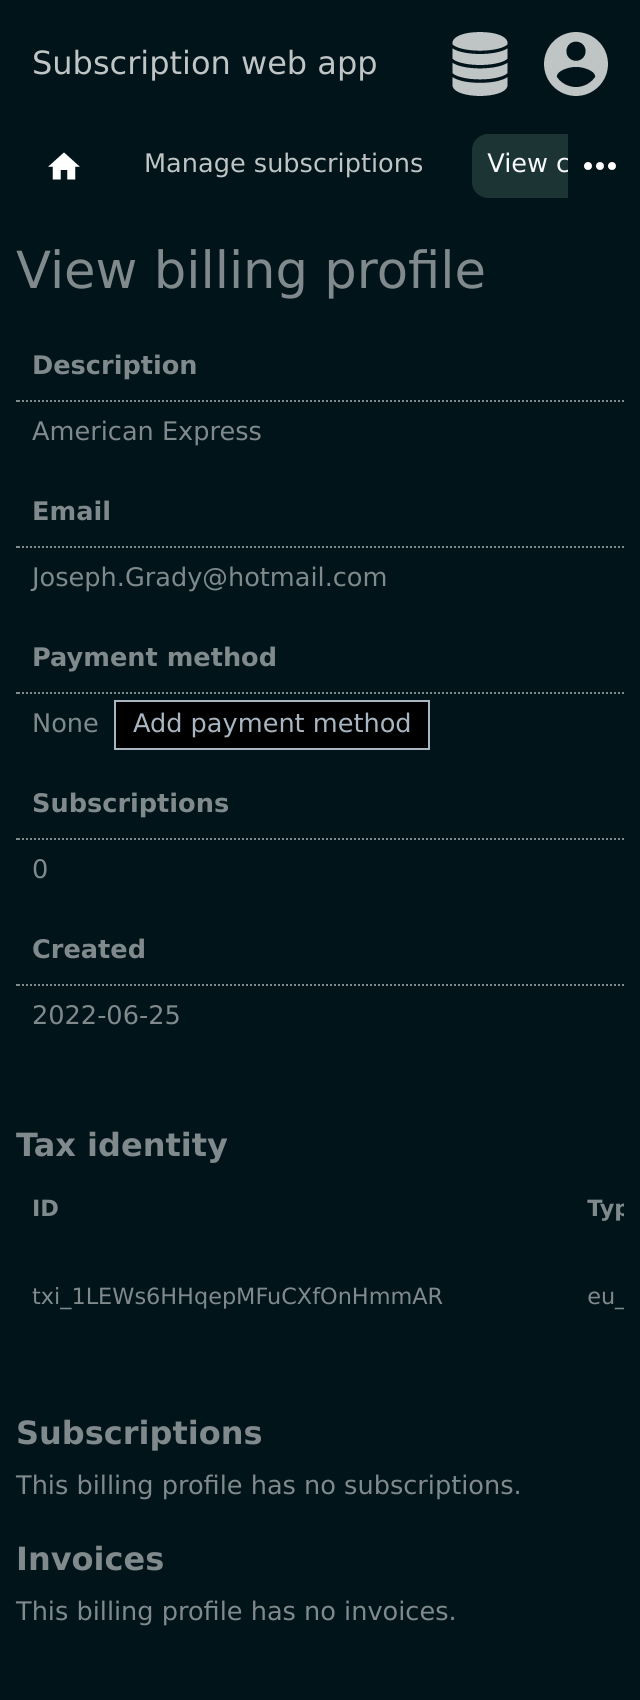 Subscription web app
Manage subscriptions View c
View billing profile
Description
American Express
Email
Joseph.Grady@hotmail.com
Payment method
None Add payment method
Subscriptions
0
Created
2022-06-25
Tax identity
ID Typ
txi_1LEWs6HHqepMFuCXfOnHmmAR eu_
Subscriptions
This billing profile has no subscriptions.
Invoices
This billing profile has no invoices.